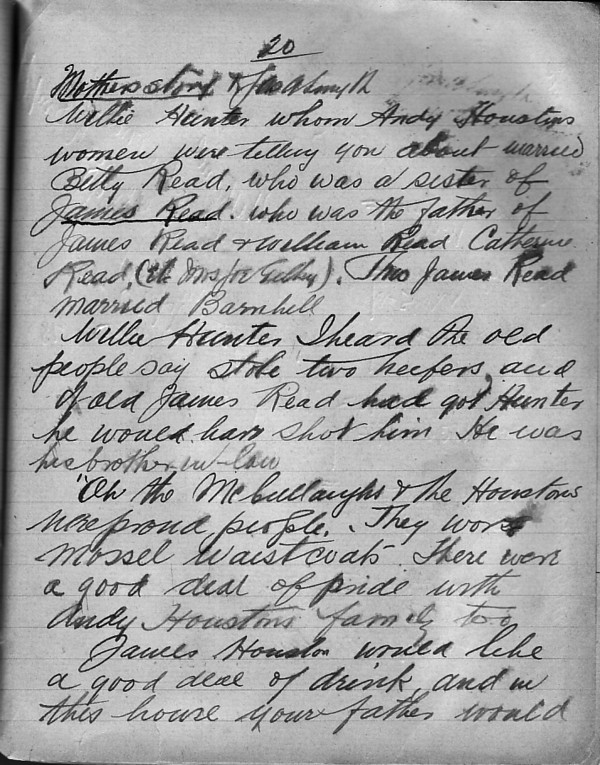 20
Mothers story & Jas A Smyth
Willie Hunter whom Andy Houstons
women were telling you about married
Betty Read, who was a sister of
James Read. who was the father of
James Read & William Read Catherine
Read, (the Mrs Joe). This James Read
married Barnhill
Willie Hunter I heard the old
people say stole two heifers, and
if old James Read had got Hunter
he would have shot him He was
his brother-in-law
"Oh the McCullaughs & the Houstons
were proud people. They wore
Mossel waistcoats There were
a good deal of pride with
Andy Houstons family too
James Houston would like
a good deal of drink and in
this house your father would